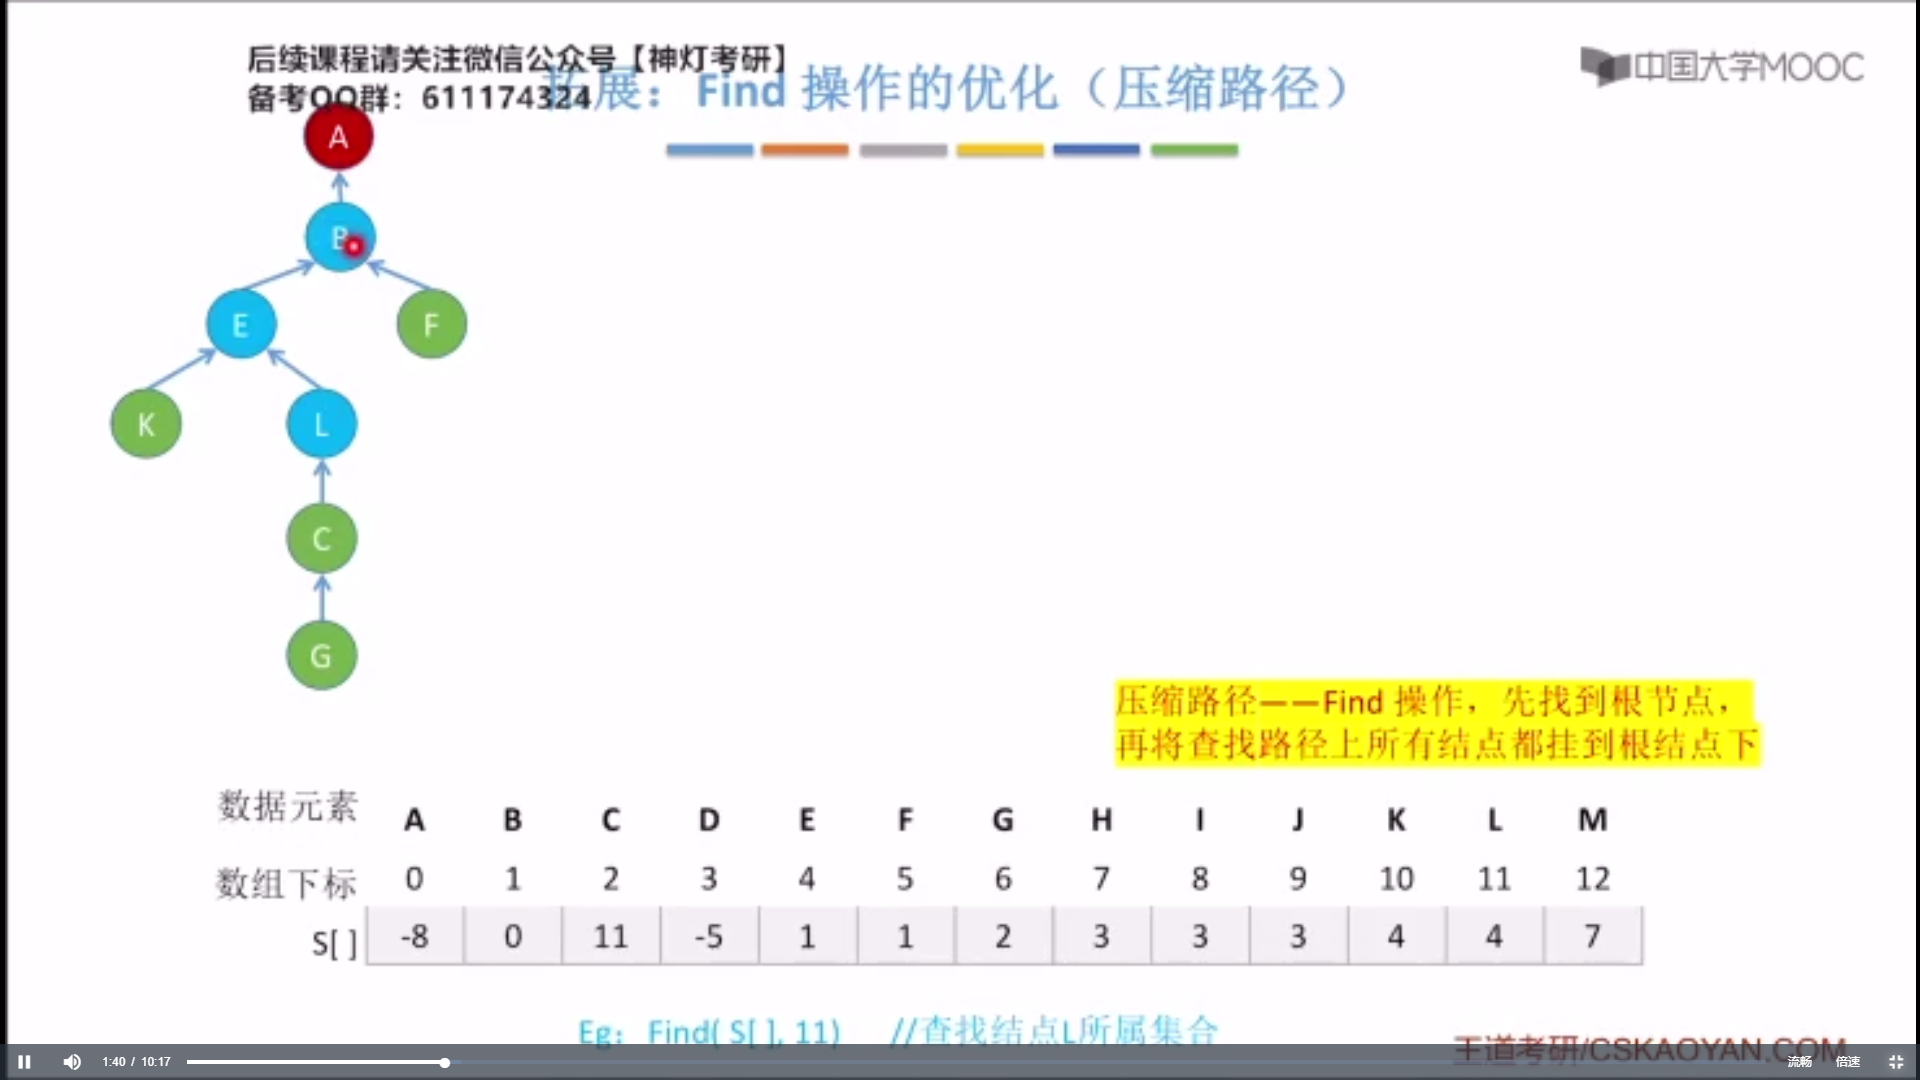 后续课程请关注微信公众号【神灯考研】
备考QQ群：611174324
拓展：Find 操作的优化（压缩路径）
中国大学MOOC
A
B
E
F
K
L
C
G
压缩路径——Find 操作，先找到根节点，
再将查找路径上所有结点都挂到根结点下
数据元素 A B C D E F G H I J K L M
数组下标 0 1 2 3 4 5 6 7 8 9 10 11 12
S[ ] -8 0 11 -5 1 1 2 3 3 3 4 4 7
Eg：Find( S[ ], 11) //查找结点L所属集合
王道考研/CSKAOYAN.COM
1:40 / 10:17 流畅 倍速